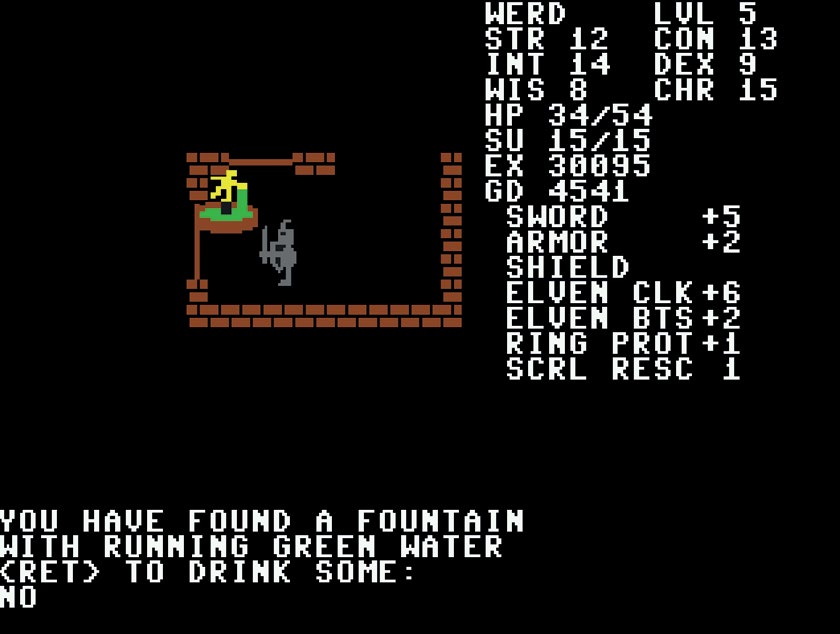 WERD LVL 5
STR 12 CON 13
INT 14 DEX 9
WIS 8 CHR 15
HP 34/54
SU 15/15
EX 30095
GD 4541
SWORD +5
ARMOR +2
SHIELD
ELVEN CLK+6
ELVEN BTS+2
RING PROT+1
SCRL RESC 1
YOU HAVE FOUND A FOUNTAIN
WITH RUNNING GREEN WATER
<RET> TO DRINK SOME:
NO